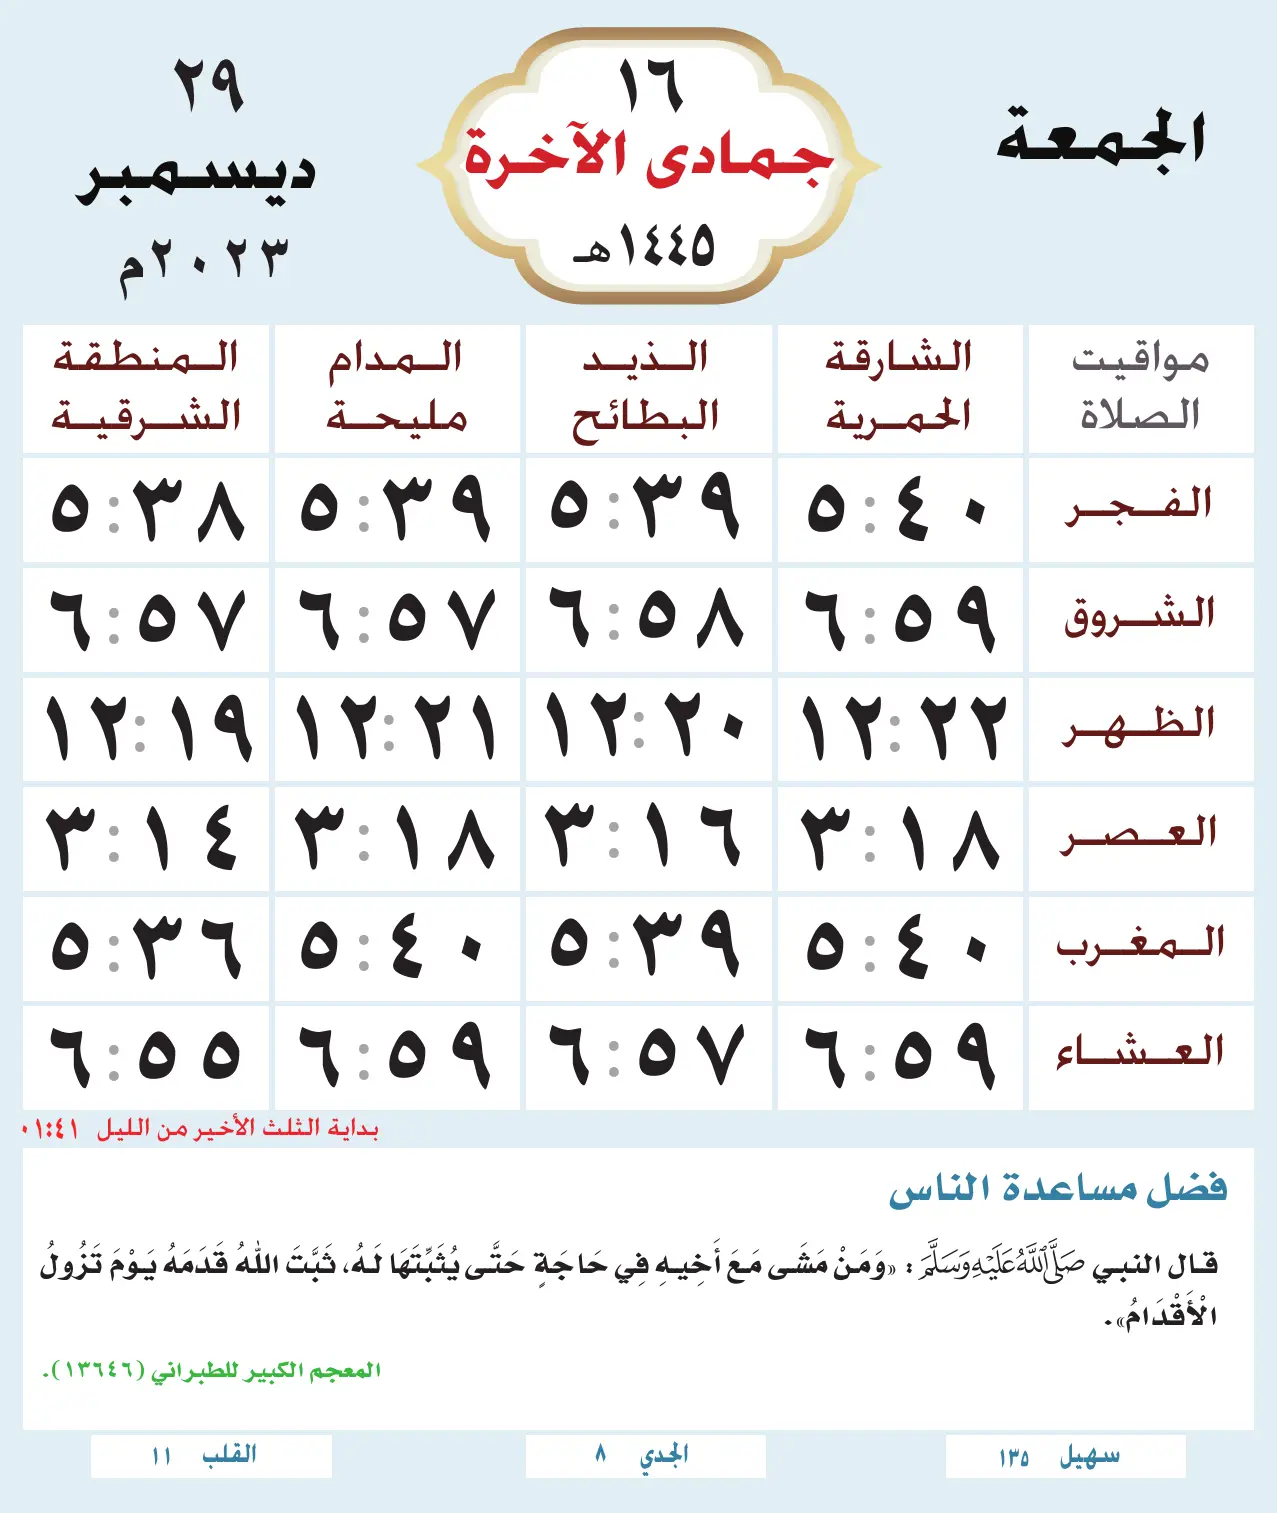 الجمعة
١٦
جمادى الآخرة
١٤٤٥هـ
٢٩
ديسمبر
٢٠٢٣م
مواقيت الصلاة | الشارقة الحمرية | الذيد البطائح | المدام مليحة | المنطقة الشرقية
الفجر ٥:٤٠ ٥:٣٩ ٥:٣٩ ٥:٣٨
الشروق ٦:٥٩ ٦:٥٨ ٦:٥٧ ٦:٥٧
الظهر ١٢:٢٢ ١٢:٢٠ ١٢:٢١ ١٢:١٩
العصر ٣:١٨ ٣:١٦ ٣:١٨ ٣:١٤
المغرب ٥:٤٠ ٥:٣٩ ٥:٤٠ ٥:٣٦
العشاء ٦:٥٩ ٦:٥٧ ٦:٥٩ ٦:٥٥
بداية الثلث الأخير من الليل ٠١:٤١
فضل مساعدة الناس
قال النبي صَلَّى اللَّهُ عَلَيْهِ وَسَلَّمَ : «وَمَنْ مَشَى مَعَ أَخِيهِ فِي حَاجَةٍ حَتَّى يُثَبِّتَهَا لَهُ، ثَبَّتَ اللهُ قَدَمَهُ يَوْمَ تَزُولُ
الْأَقْدَامُ».
المعجم الكبير للطبراني (١٣٦٤٦).
سهيل ١٣٥
الجدي ٨
القلب ١١